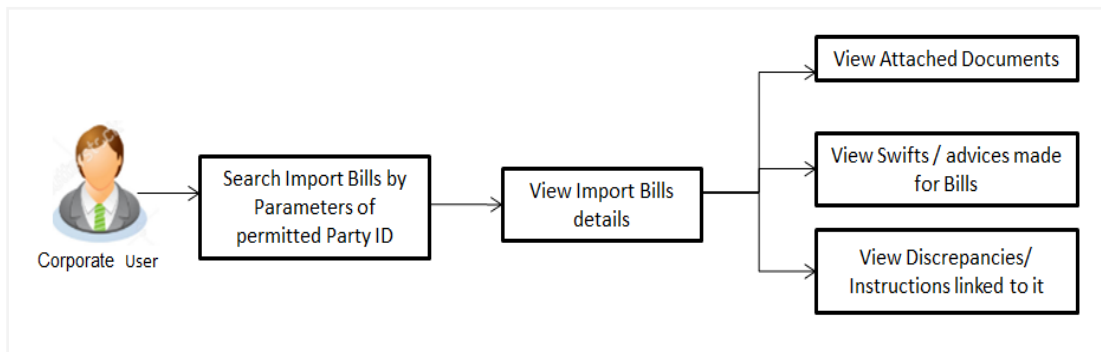 View Attached Documents
View Swifts / advices made
for Bills
Search Import Bills by
Parameters of
permitted Party ID
View Import Bills
details
View Discrepancies/
Instructions linked to it
Corporate User